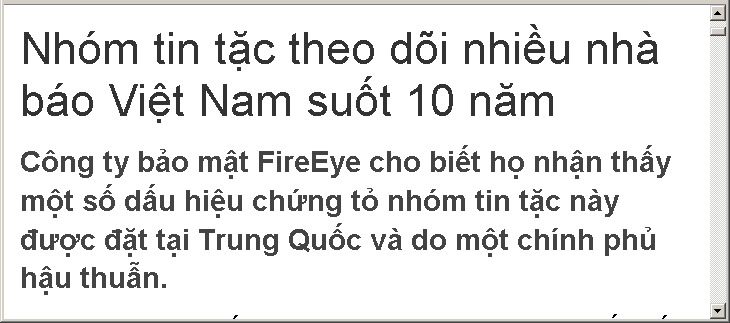 Nhóm tin tặc theo dõi nhiều nhà
báo Việt Nam suốt 10 năm
Công ty bảo mật FireEye cho biết họ nhận thấy
một số dấu hiệu chứng tỏ nhóm tin tặc này
được đặt tại Trung Quốc và do một chính phủ
hậu thuẫn.